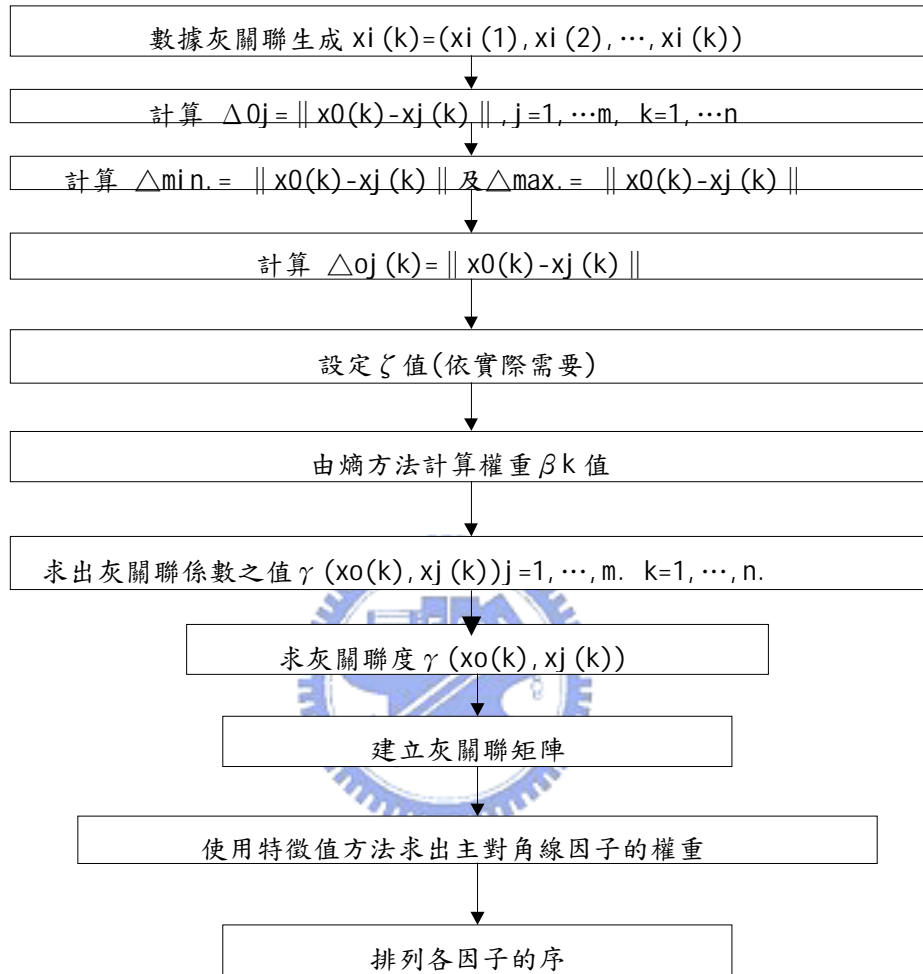 數據灰關聯生成 xi(k)=(xi(1),xi(2),…,xi(k))
計算 Δ0j=‖x0(k)-xj(k)‖,j=1,…m, k=1,…n
計算 △min.= ‖x0(k)-xj(k)‖及△max.= ‖x0(k)-xj(k)‖
計算 △oj(k)=‖x0(k)-xj(k)‖
設定ζ值(依實際需要)
由熵方法計算權重βk值
求出灰關聯係數之值γ(xo(k),xj(k))j=1,…,m. k=1,…,n.
求灰關聯度γ(xo(k),xj(k))
建立灰關聯矩陣
使用特徵值方法求出主對角線因子的權重
排列各因子的序